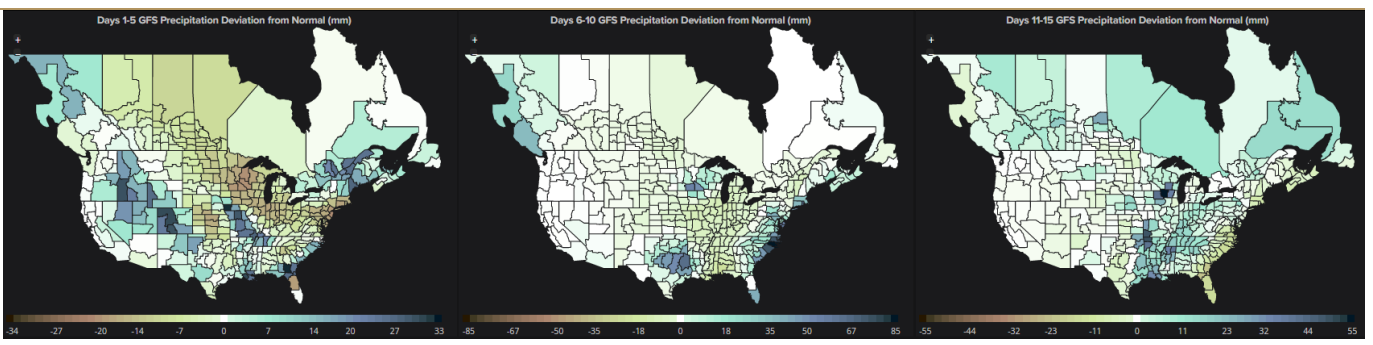 Days 1-5 GFS Precipitation Deviation from Normal (mm)
+
-34 -27 -20 -14 -7 0 7 14 20 27 33
Days 6-10 GFS Precipitation Deviation from Normal (mm)
+
-85 -67 -51 -35 -18 0 18 35 50 67 85
Days 11-15 GFS Precipitation Deviation from Normal (mm)
+
-55 -44 -32 -23 -11 0 11 23 32 44 55